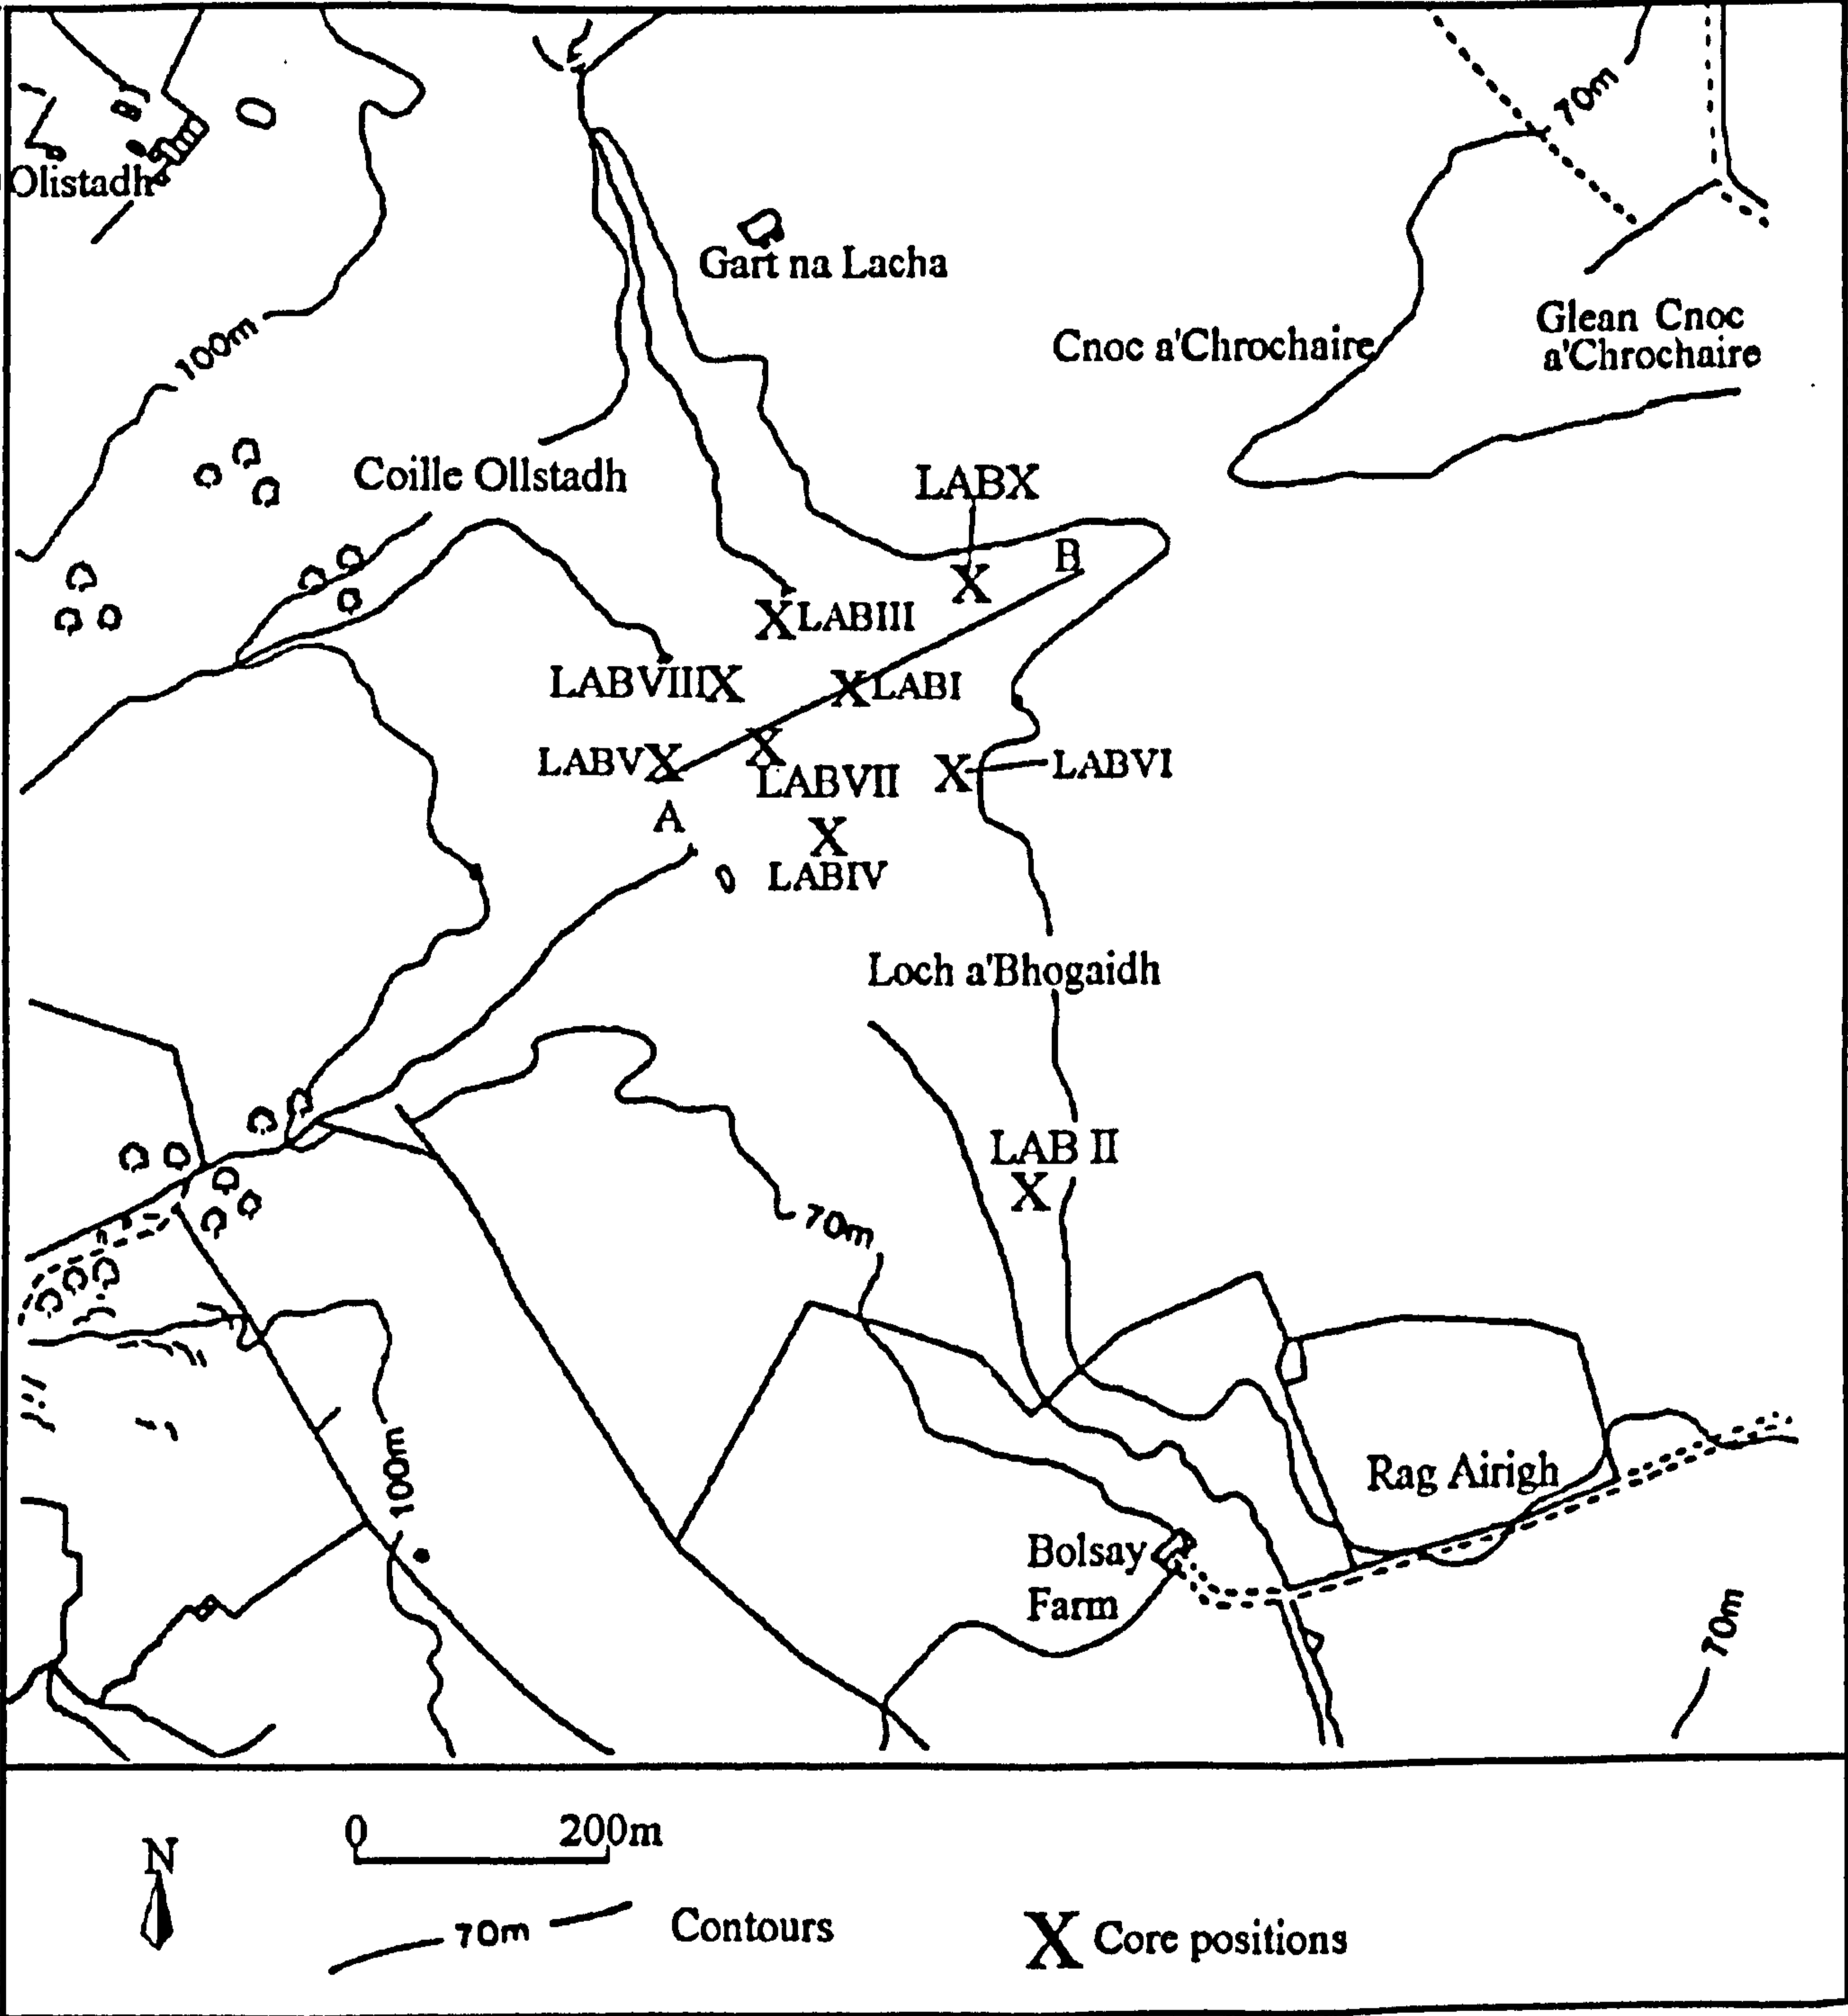 70m
Olistadh
Gart na Lacha
Glean Cnoc
a'Chrochaire
Cnoc a'Chrochaire
100m
Coille Ollstadh
LABX
B
XLABIII
X
LABVIIIX
XLABI
LABVX
X
LABVII
X
LABVI
A
X
LABIV
Loch a'Bhogaidh
LAB II
X
70m
100m
Rag Airigh
Bolsay
Farm
70m
N
0 200m
70m Contours
X Core positions